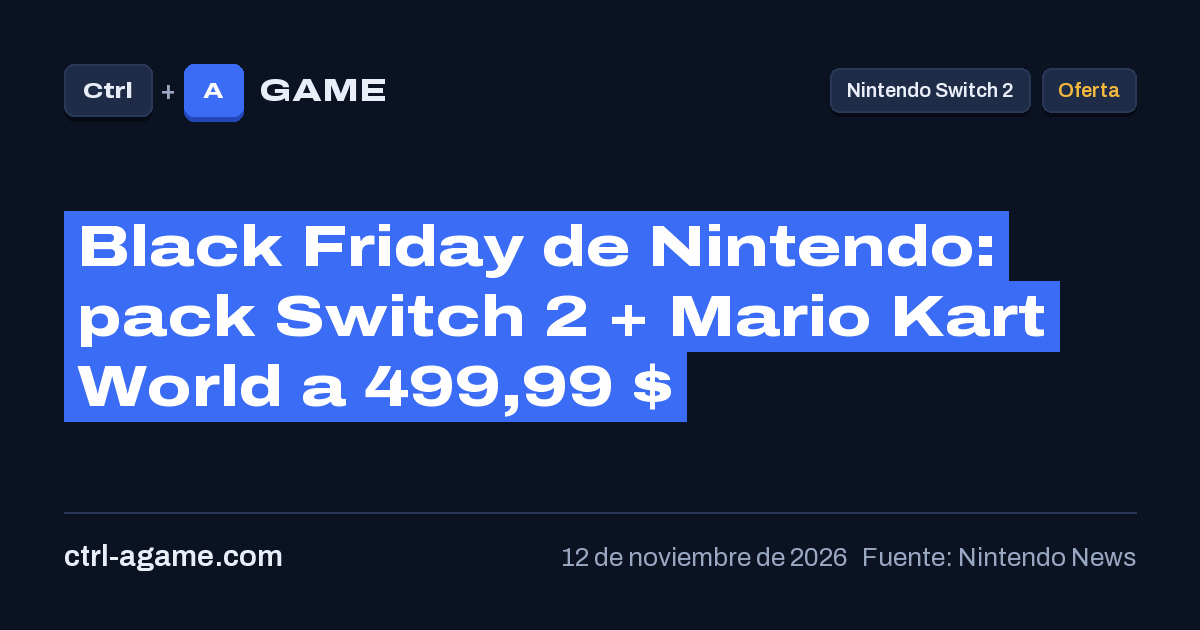 Ctrl + A GAME
Nintendo Switch 2 Oferta
Black Friday de Nintendo:
pack Switch 2 + Mario Kart
World a 499,99 $
ctrl-agame.com
12 de noviembre de 2026 Fuente: Nintendo News